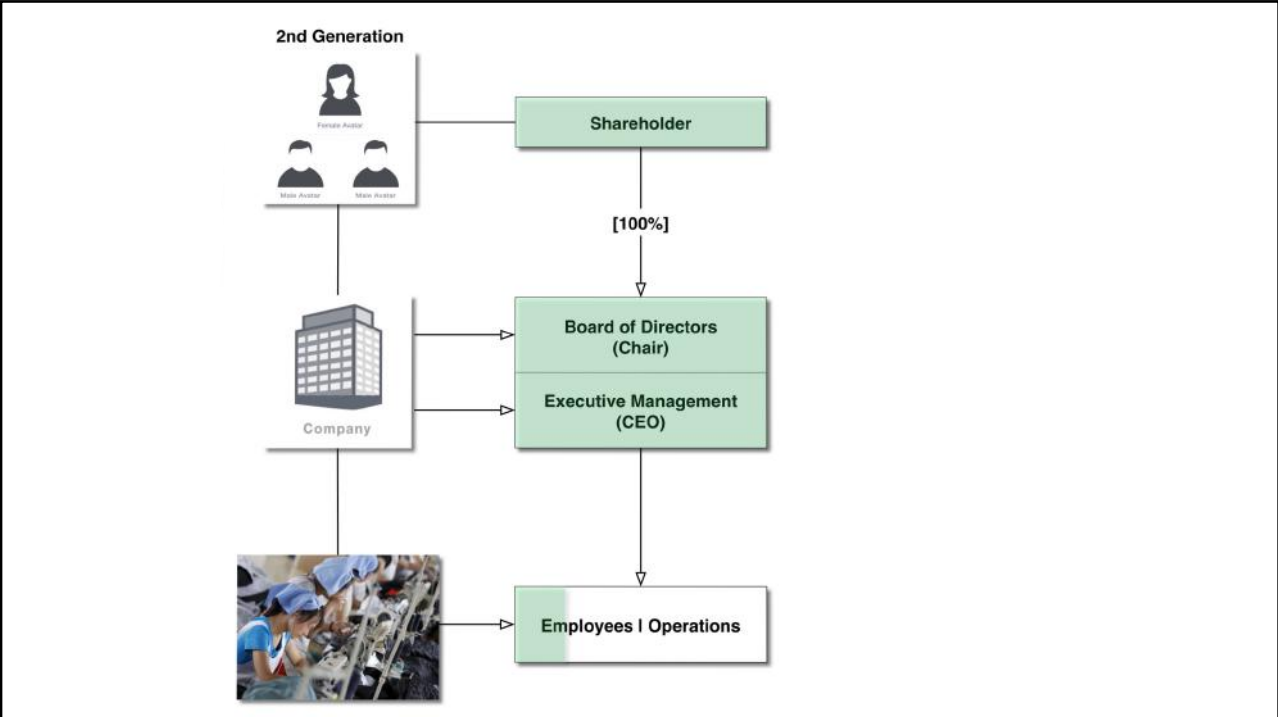 2nd Generation
Female Avatar
Male Avatar
Male Avatar
Shareholder
[100%]
Company
Board of Directors
(Chair)
Executive Management
(CEO)
Employees | Operations